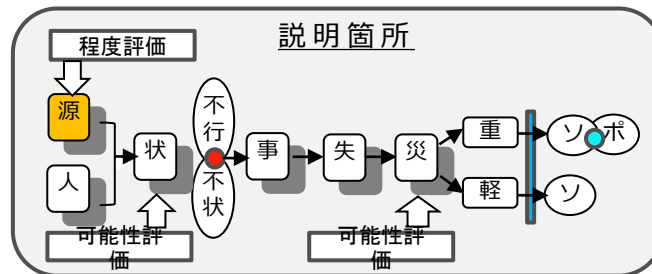 説明箇所
程度評価
源
人
状
不行
不状
事
失
災
重
軽
ソ
ポ
ソ
可能性評
価
可能性評
価